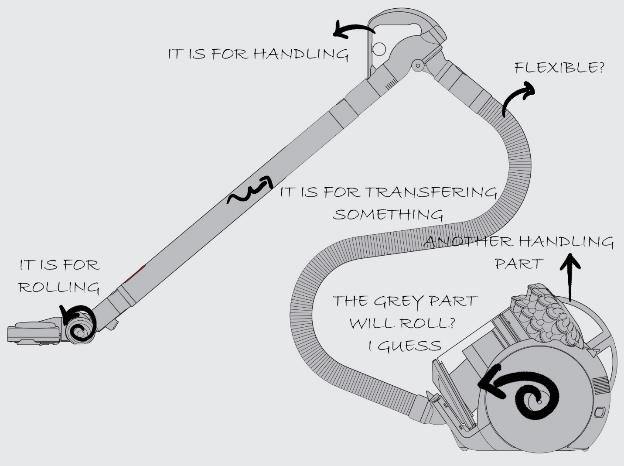 IT IS FOR HANDLING
FLEXIBLE?
IT IS FOR TRANSFERING
SOMETHING
ANOTHER HANDLING
PART
IT IS FOR
ROLLING
THE GREY PART
WILL ROLL?
I GUESS